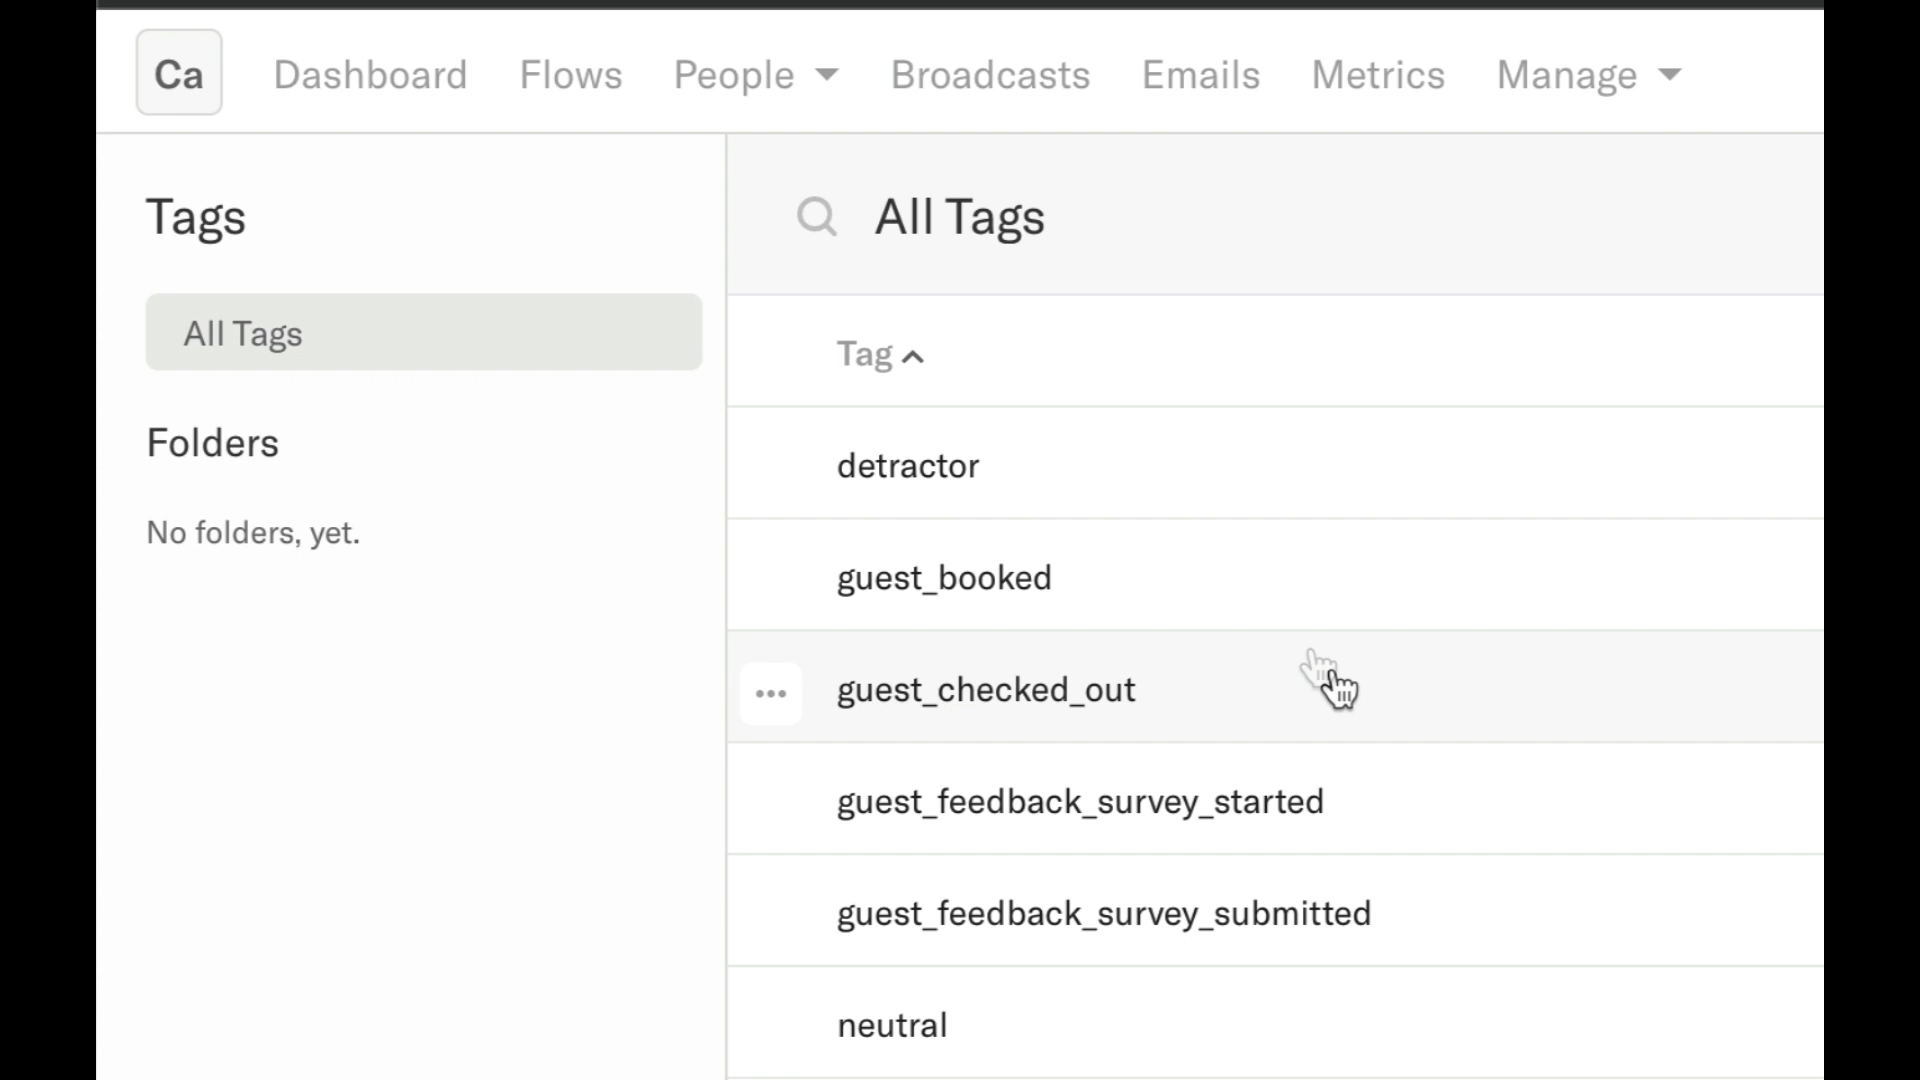 Ca Dashboard Flows People Broadcasts Emails Metrics Manage
Tags
All Tags
Folders
No folders, yet.
All Tags
Tag
detractor
guest_booked
guest_checked_out
guest_feedback_survey_started
guest_feedback_survey_submitted
neutral